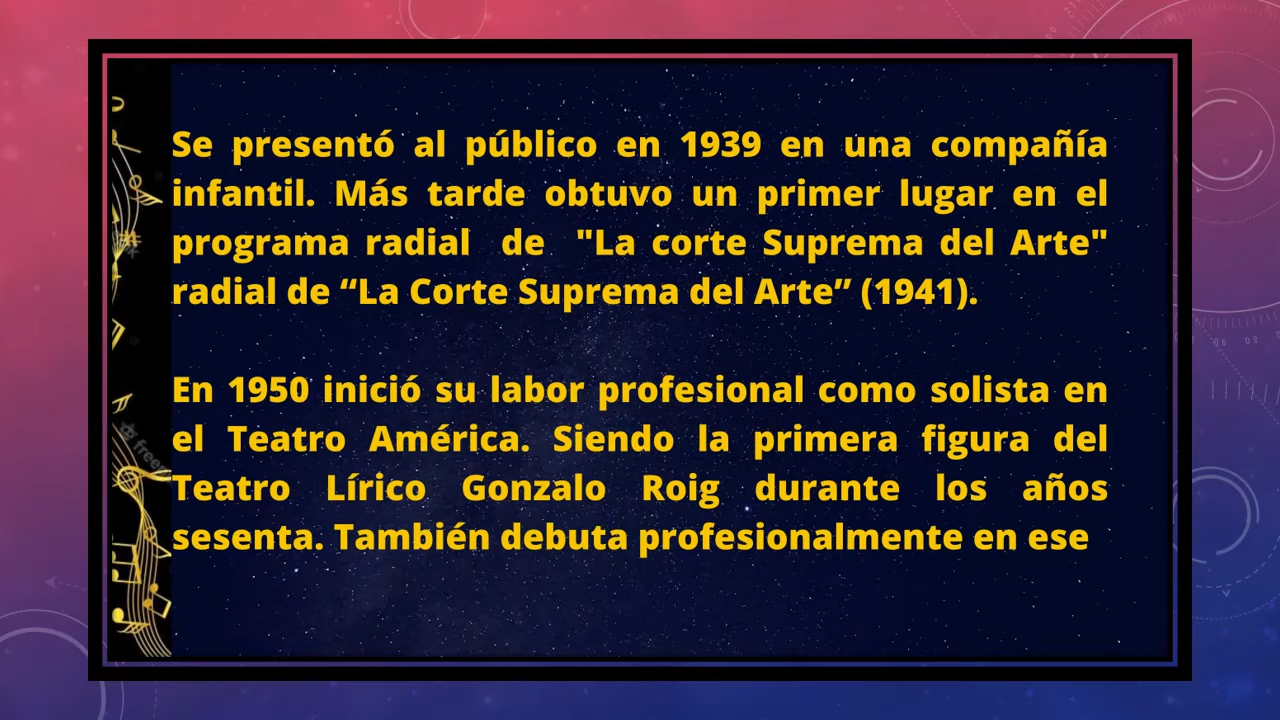 Se presentó al público en 1939 en una compañía
infantil. Más tarde obtuvo un primer lugar en el
programa radial de "La corte Suprema del Arte"
radial de “La Corte Suprema del Arte” (1941).
En 1950 inició su labor profesional como solista en
el Teatro América. Siendo la primera figura del
Teatro Lírico Gonzalo Roig durante los años
sesenta. También debuta profesionalmente en ese